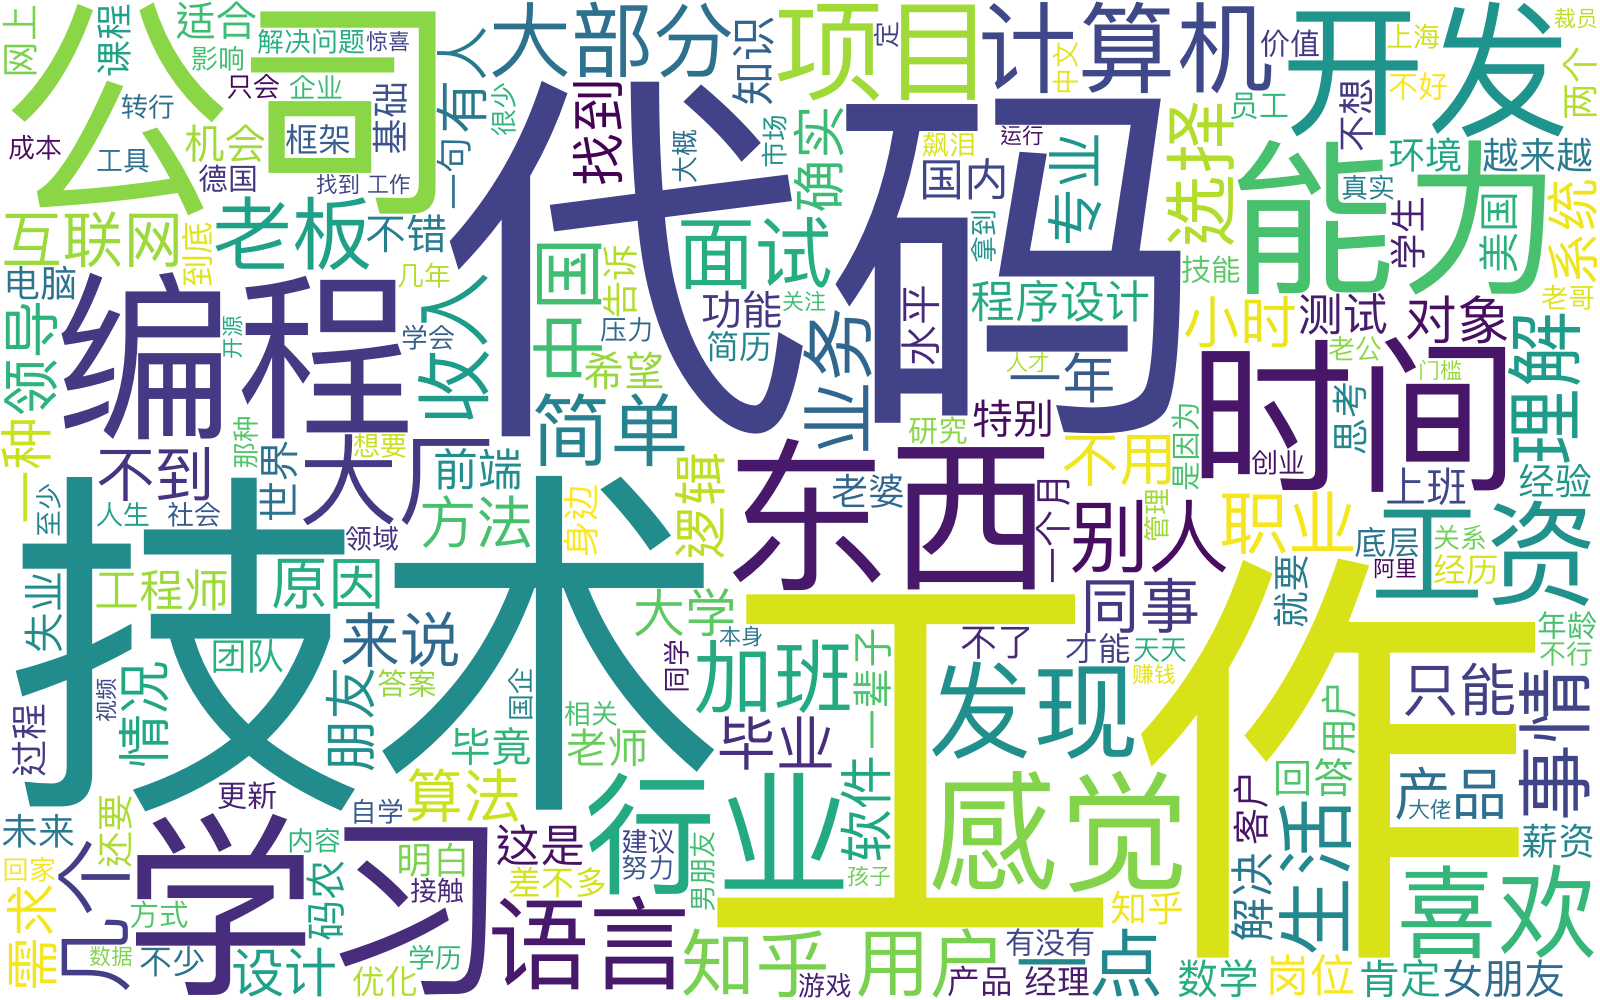 网上
公司
课程
适合
影响
解决问题
惊喜
人
大部分
知识
项目
定
计算机
价值
中文
开发
上海
裁员
两个
不好
不想
员工
只会
企业
转行
成本
工具
机会
框架
基础
德国
找到 工作
有
一句
很少
找到
大概
市场
确实
飙泪
运行
国内
专业
选择
环境
越来越
真实
能力
美国
学生
系统
老哥
互联网
老板
到底
不错
电脑
几年
代码
中国
告诉
面试
功能
关注
拿到
程序设计
技能
小时
测试
对象
老公
门槛
领导
编程
开源
学会
收入
压力
简历
希望
业务
水平
人才
一年
时间
思考
理解
一种
不到
那种
世界
想要
大厂
前端
简单
研究
特别
是因为
不用
创业
上班
经验
至少
人生
社会
领域
方法
身边
逻辑
老婆
东西
一个月
别人
管理
职业
底层
关系
阿里
经历
工资
失业
工程师
原因
技术
团队
来说
大学
本身
同学
加班
一辈子
不了
同事
才能
天天
赚钱
就要
年龄
不行
过程
视频
情况
朋友
答案
国企
相关
毕竟
老师
毕业
发现
工作
用户
只能
事情
未来
还要
更新
自学
算法
行业
软件
感觉
客户
回答
产品
大佬
薪资
回家
几个
学习
内容
码农
明白
接触
这是
差不多
建议
努力
男朋友
孩子
解决
生活
喜欢
需求
方式
数据
不少
设计
优化
学历
语言
知乎
游戏
用户
有没有
产品 经理
一点
知乎
数学
岗位
肯定
女朋友